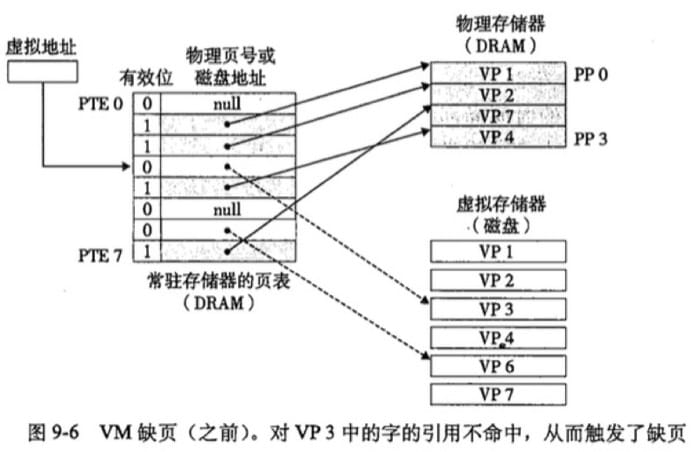 虚拟地址
物理页号或
磁盘地址
有效位
PTE 0
0
null
1
1
0
1
0
null
0
PTE 7
1
常驻存储器的页表
(DRAM)
物理存储器
(DRAM)
VP 1
PP 0
VP 2
VP 7
VP 4
PP 3
虚拟存储器
(磁盘)
VP 1
VP 2
VP 3
VP 4
VP 6
VP 7
图 9-6 VM 缺页（之前）。对 VP 3 中的字的引用不命中，从而触发了缺页